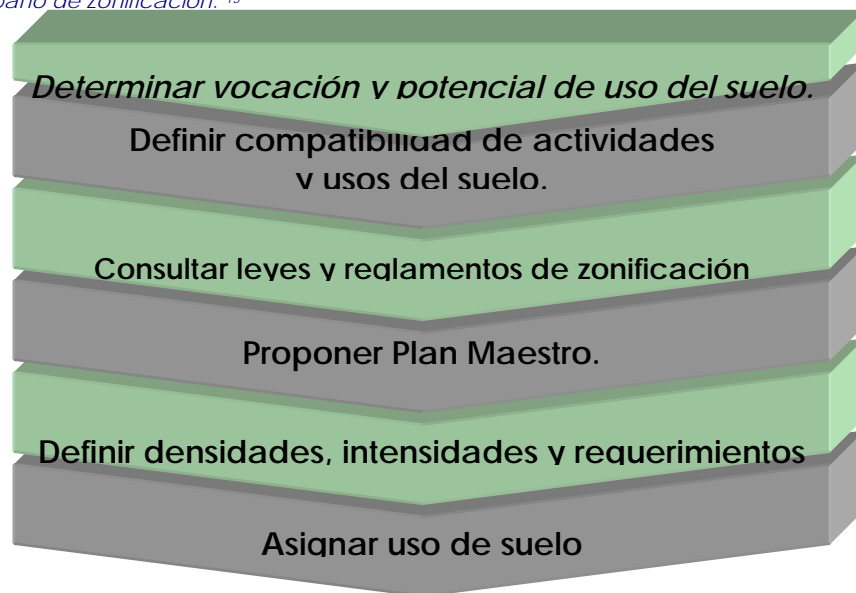 de zonificación. 19
Determinar vocación y potencial de uso del suelo.
Definir compatibilidad de actividades
y usos del suelo.
Consultar leyes y reglamentos de zonificación
Proponer Plan Maestro.
Definir densidades, intensidades y requerimientos
Asignar uso de suelo